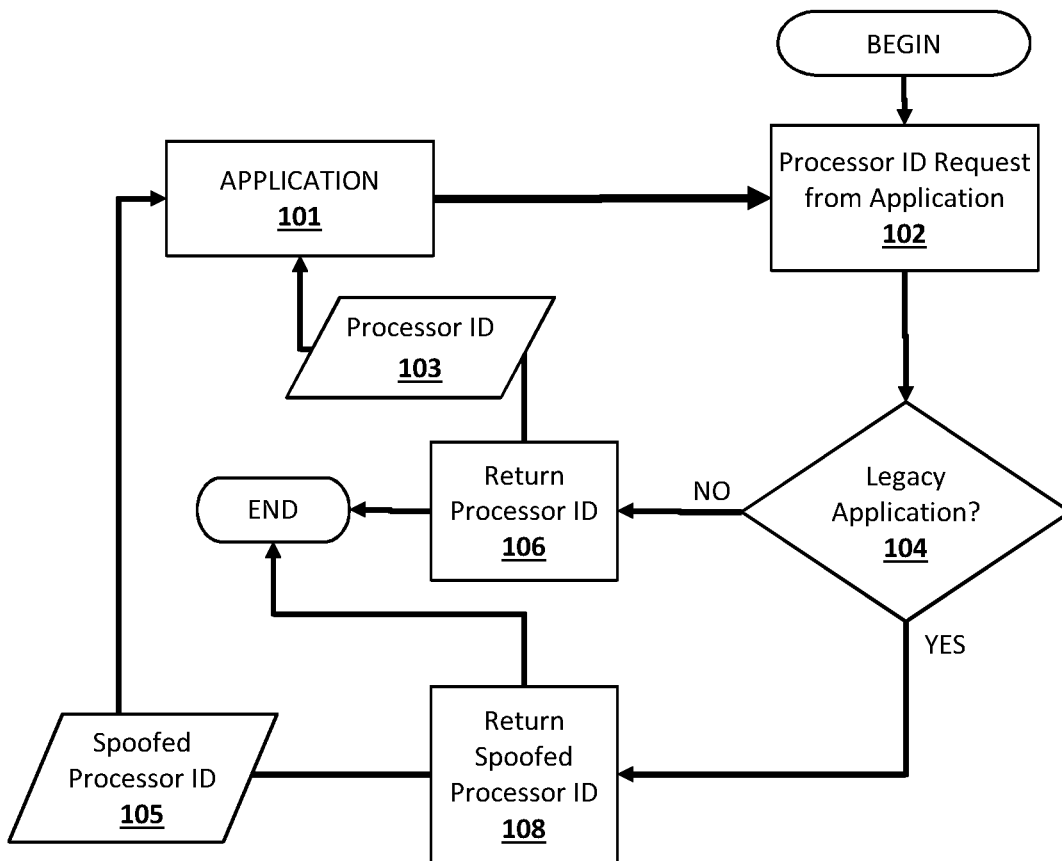 BEGIN
Processor ID Request
from Application
102
APPLICATION
101
Processor ID
103
Legacy
Application?
104
NO
YES
Return
Processor ID
106
END
Return
Spoofed
Processor ID
108
Spoofed
Processor ID
105